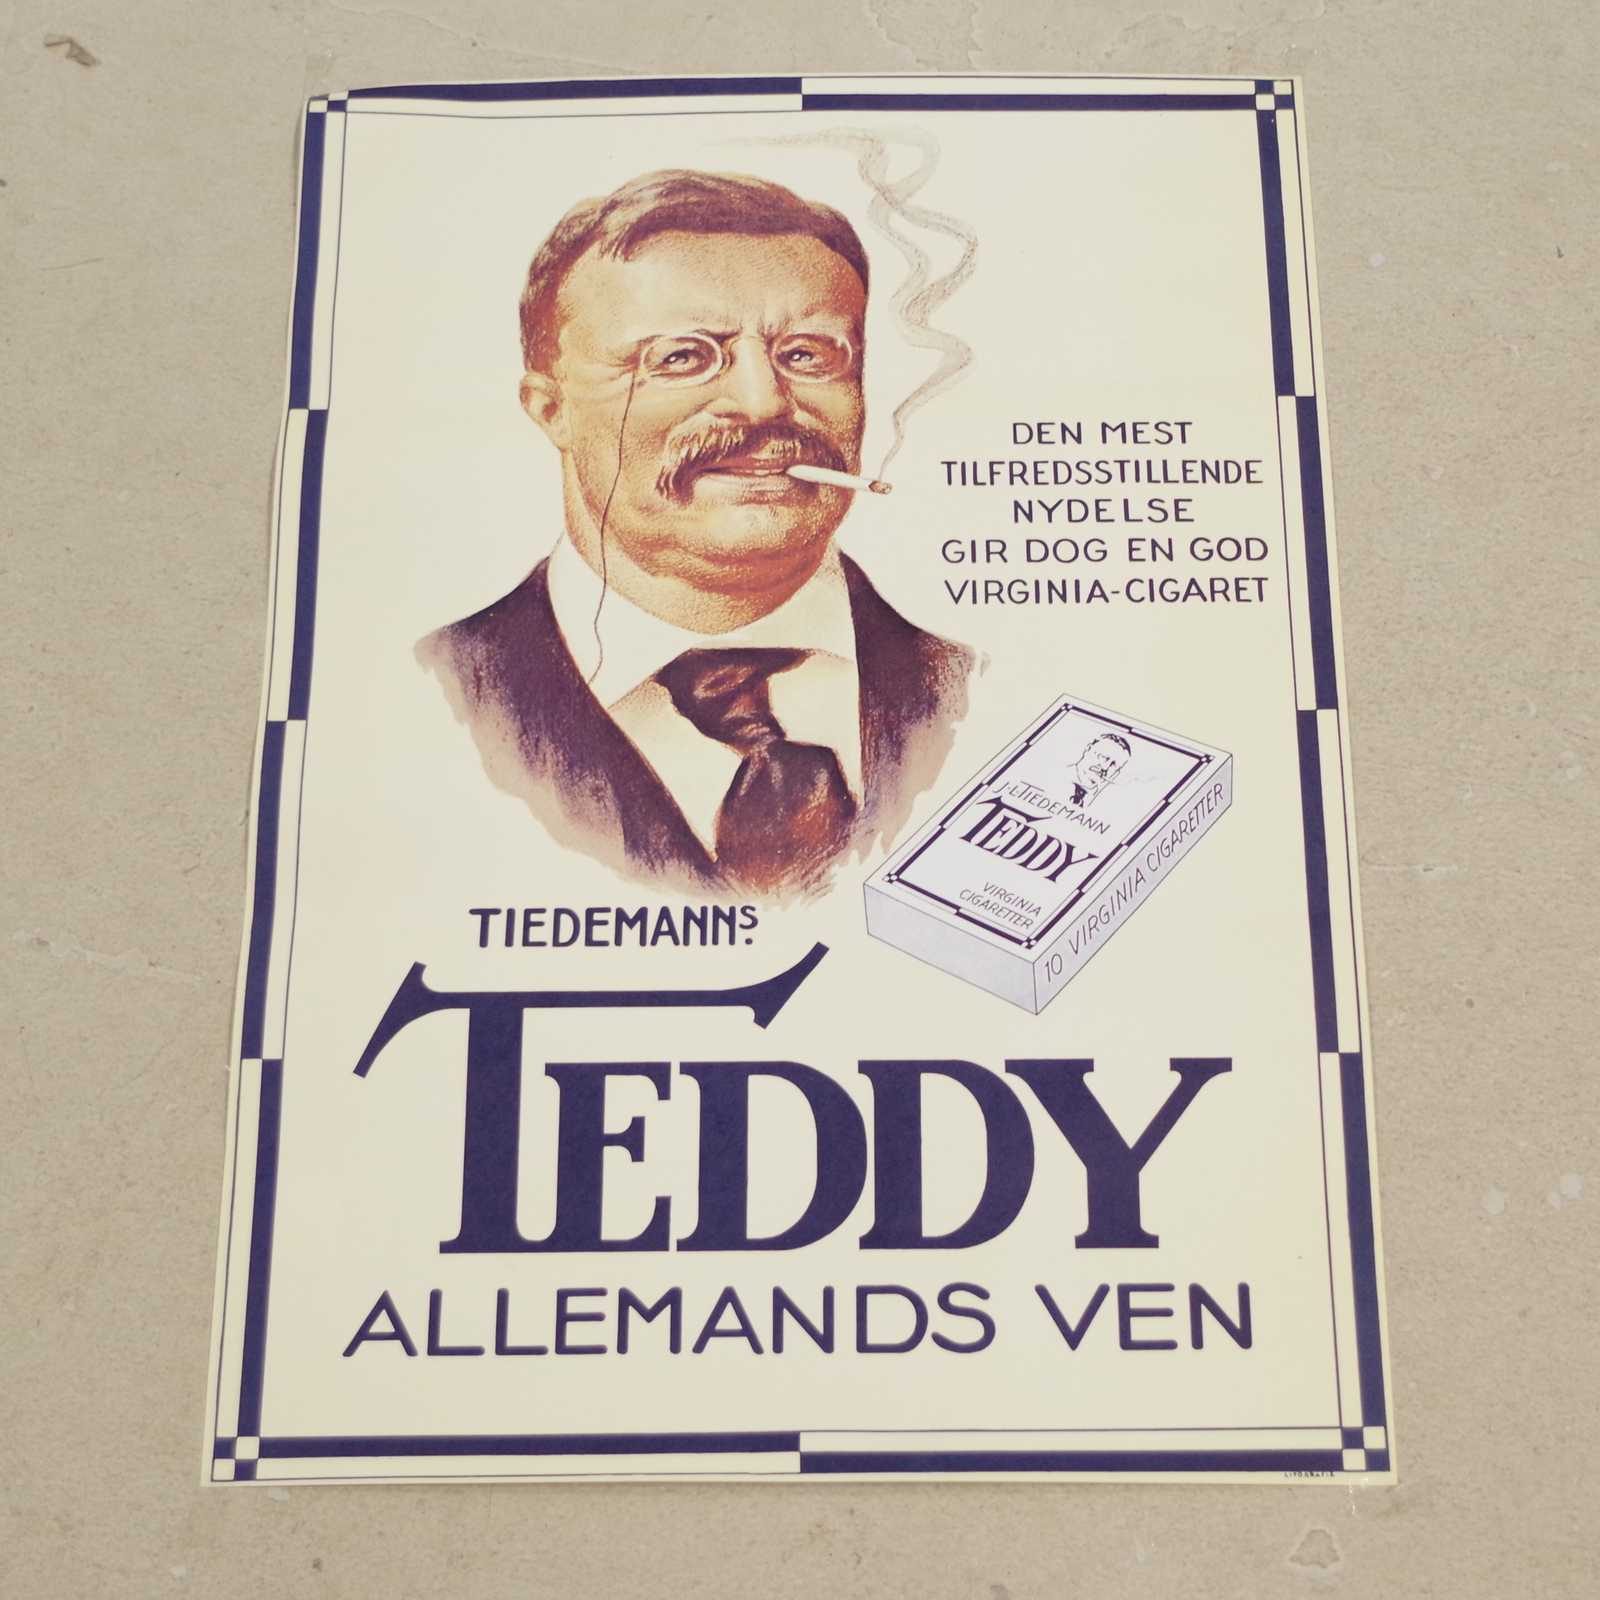 DEN MEST
TILFREDSSTILLENDE
NYDELSE
GIR DOG EN GOD
VIRGINIA-CIGARET
J.L.TIEDEMANN
TEDDY
VIRGINIA
CIGARETTER
10 VIRGINIA CIGARETTER
TIEDEMANNS.
TEDDY
ALLEMANDS VEN